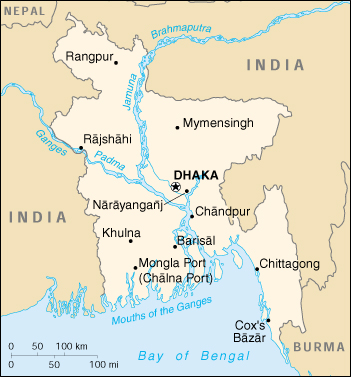 NEPAL
Brahmaputra
Rangpur
INDIA
Jamuna
Mymensingh
Ganges
Rājshāhi
Padma
DHAKA
Nārāyanganj
Chāndpur
INDIA
Khulna
Barisāl
Mongla Port
(Chālna Port)
Chittagong
Mouths of the Ganges
Cox's
Bāzār
BURMA
0 50 100 km
0 50 100 mi
Bay of Bengal